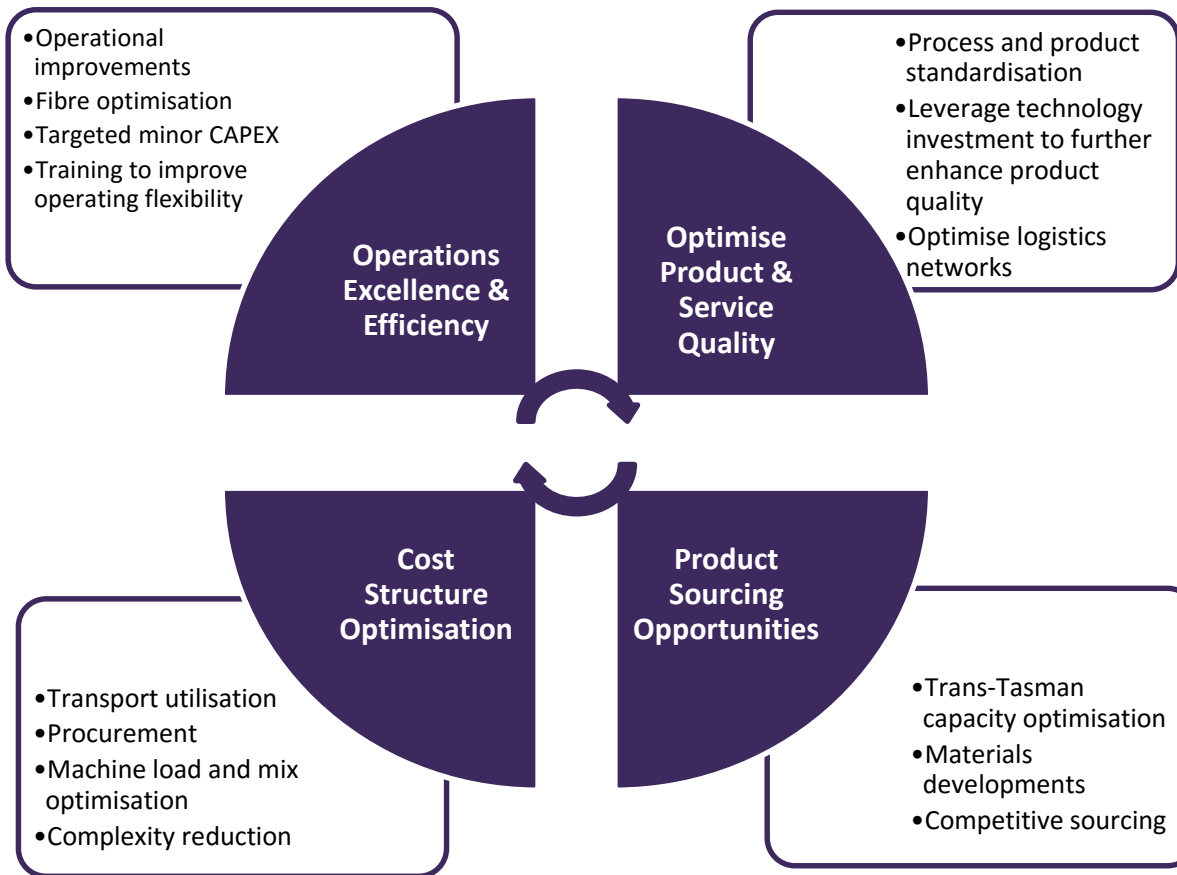 •Operational
improvements
•Fibre optimisation
•Targeted minor CAPEX
•Training to improve
operating flexibility
Operations
Excellence &
Efficiency
•Process and product
standardisation
•Leverage technology
investment to further
enhance product
quality
•Optimise logistics
networks
Optimise
Product &
Service
Quality
Cost
Structure
Optimisation
•Transport utilisation
•Procurement
•Machine load and mix
optimisation
•Complexity reduction
Product
Sourcing
Opportunities
•Trans-Tasman
capacity optimisation
•Materials
developments
•Competitive sourcing